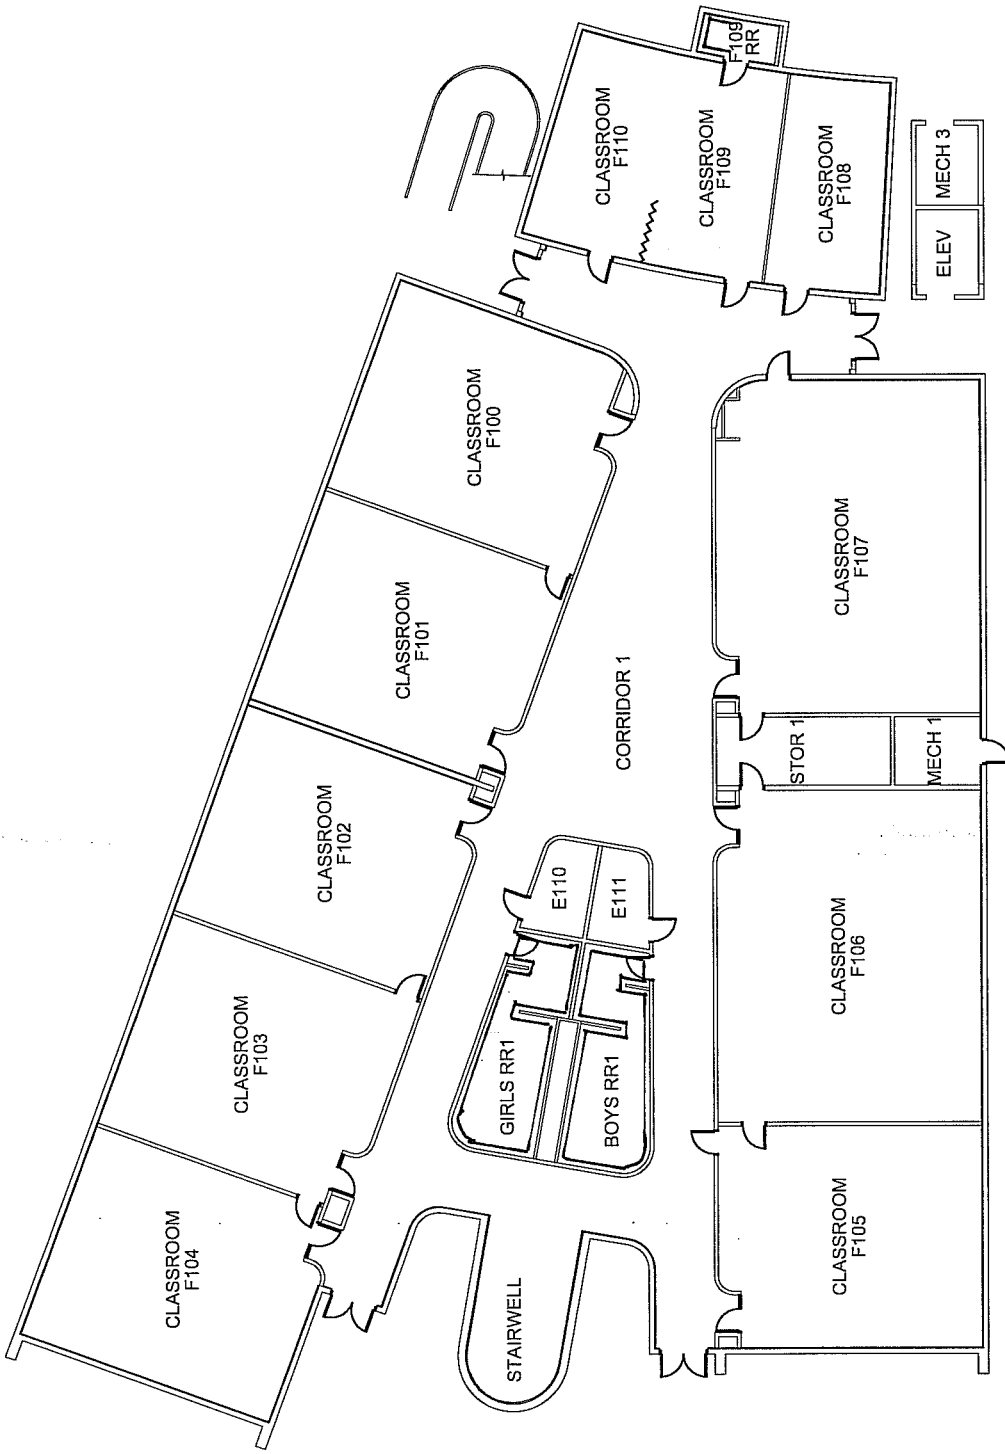 F109
RR
CLASSROOM
F110
CLASSROOM
F109
CLASSROOM
F108
MECH 3
ELEV
CLASSROOM
F100
CLASSROOM
F101
CLASSROOM
F102
CLASSROOM
F103
CLASSROOM
F104
CORRIDOR 1
E110
E111
GIRLS RR1
BOYS RR1
STAIRWELL
CLASSROOM
F107
STOR 1
MECH 1
CLASSROOM
F106
CLASSROOM
F105